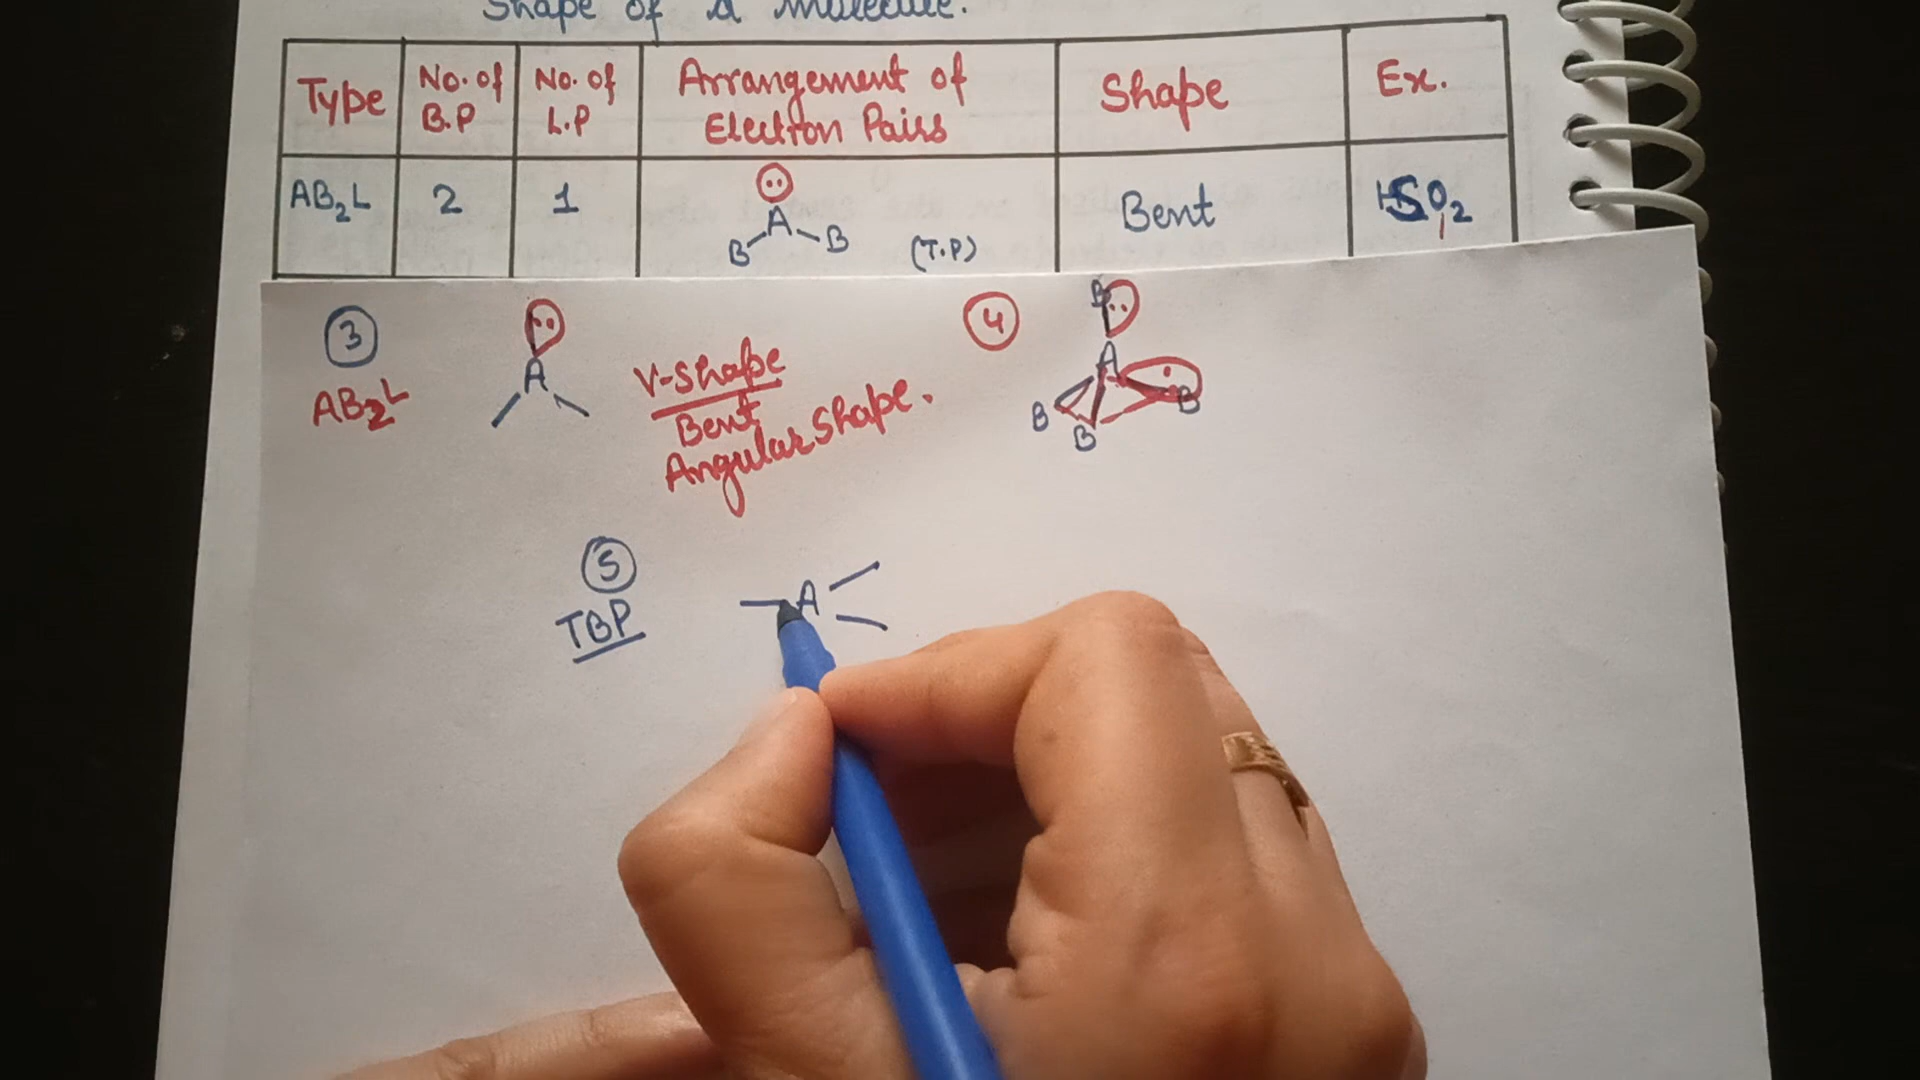 Shape of a molecule.
Type No. of B.P No. of L.P Arrangement of Electron Pairs Shape Ex.
AB₂L 2 1 A B B (T.P) Bent SO₂
3
AB₂L
A
V-Shape
Bent
Angular Shape.
4
B
A
B B B
5
TBP
A